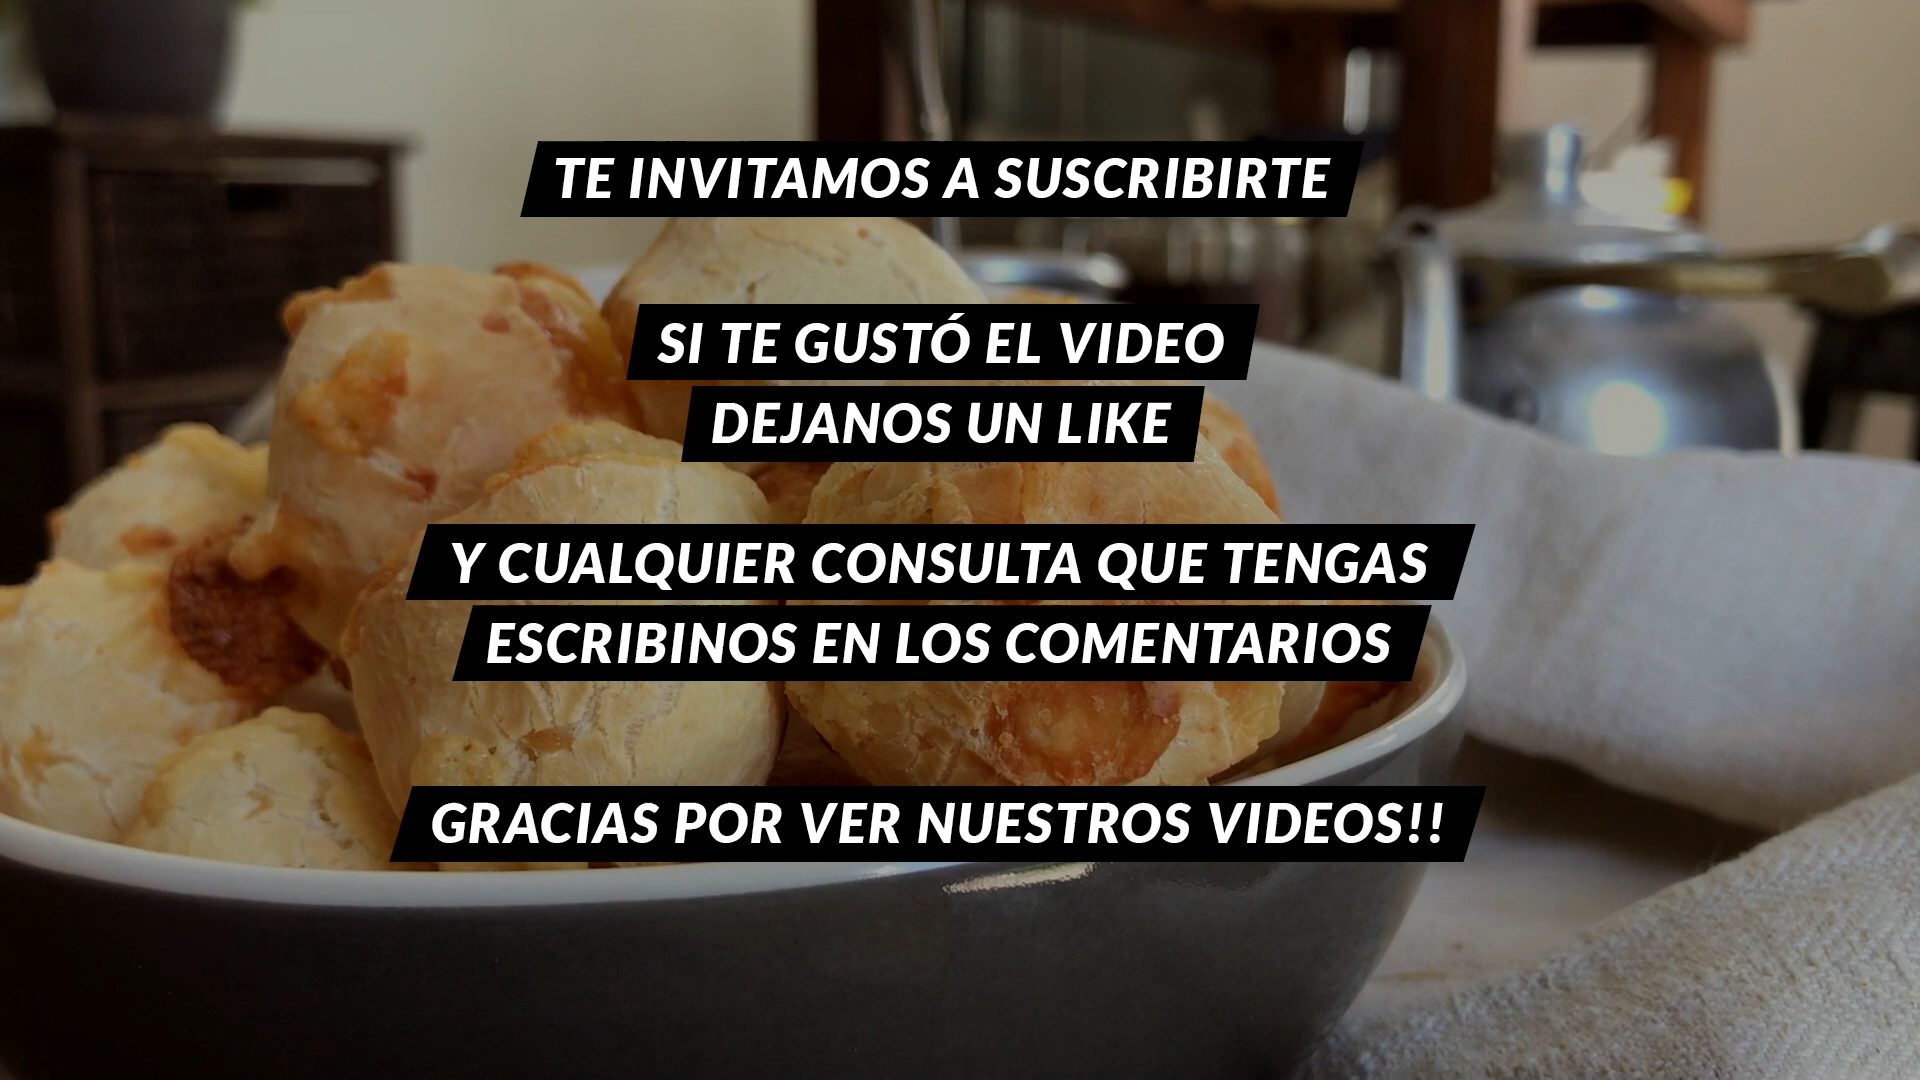 TE INVITAMOS A SUSCRIBIRTE
SI TE GUSTÓ EL VIDEO
DEJANOS UN LIKE
Y CUALQUIER CONSULTA QUE TENGAS
ESCRIBINOS EN LOS COMENTARIOS
GRACIAS POR VER NUESTROS VIDEOS!!